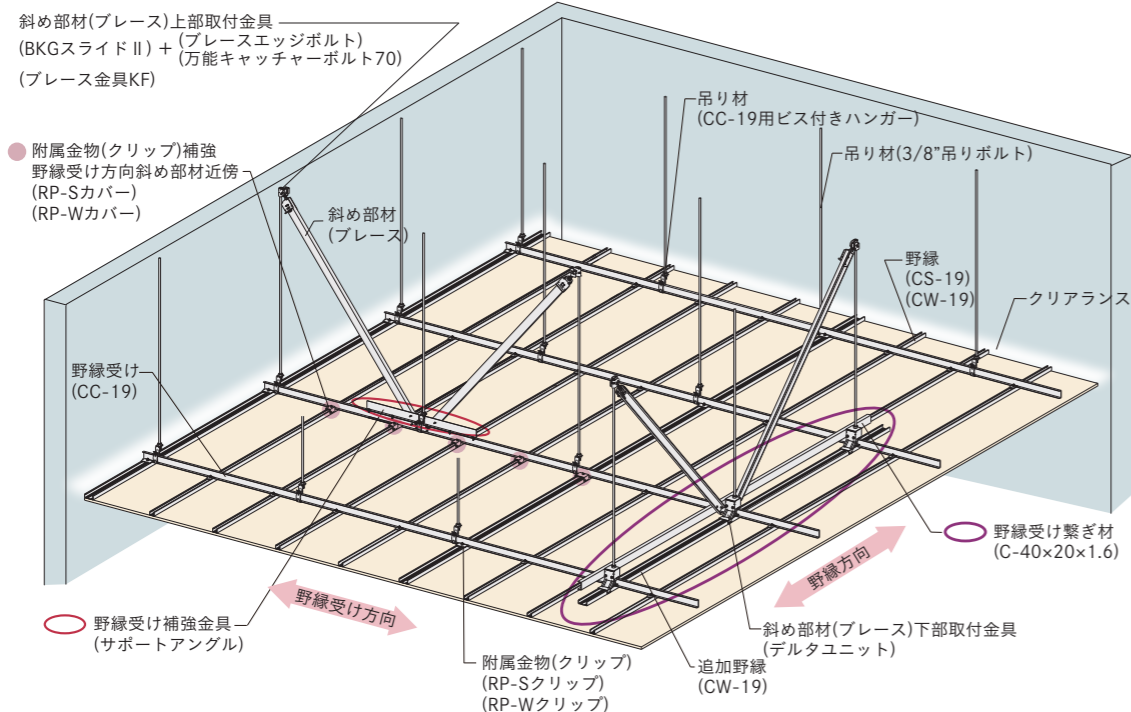 斜め部材(ブレース)上部取付金具
(BKGスライドⅡ) + (ブレースエッジボルト)
(万能キャッチャーボルト70)
(ブレース金具KF)
附属金物(クリップ)補強
野縁受け方向斜め部材近傍
(RP-Sカバー)
(RP-Wカバー)
斜め部材
(ブレース)
吊り材
(CC-19用ビス付きハンガー)
吊り材(3/8”吊りボルト)
野縁
(CS-19)
(CW-19)
クリアランス
野縁受け
(CC-19)
野縁受け繋ぎ材
(C-40×20×1.6)
野縁方向
野縁受け方向
野縁受け補強金具
(サポートアングル)
斜め部材(ブレース)下部取付金具
(デルタユニット)
追加野縁
(CW-19)
附属金物(クリップ)
(RP-Sクリップ)
(RP-Wクリップ)